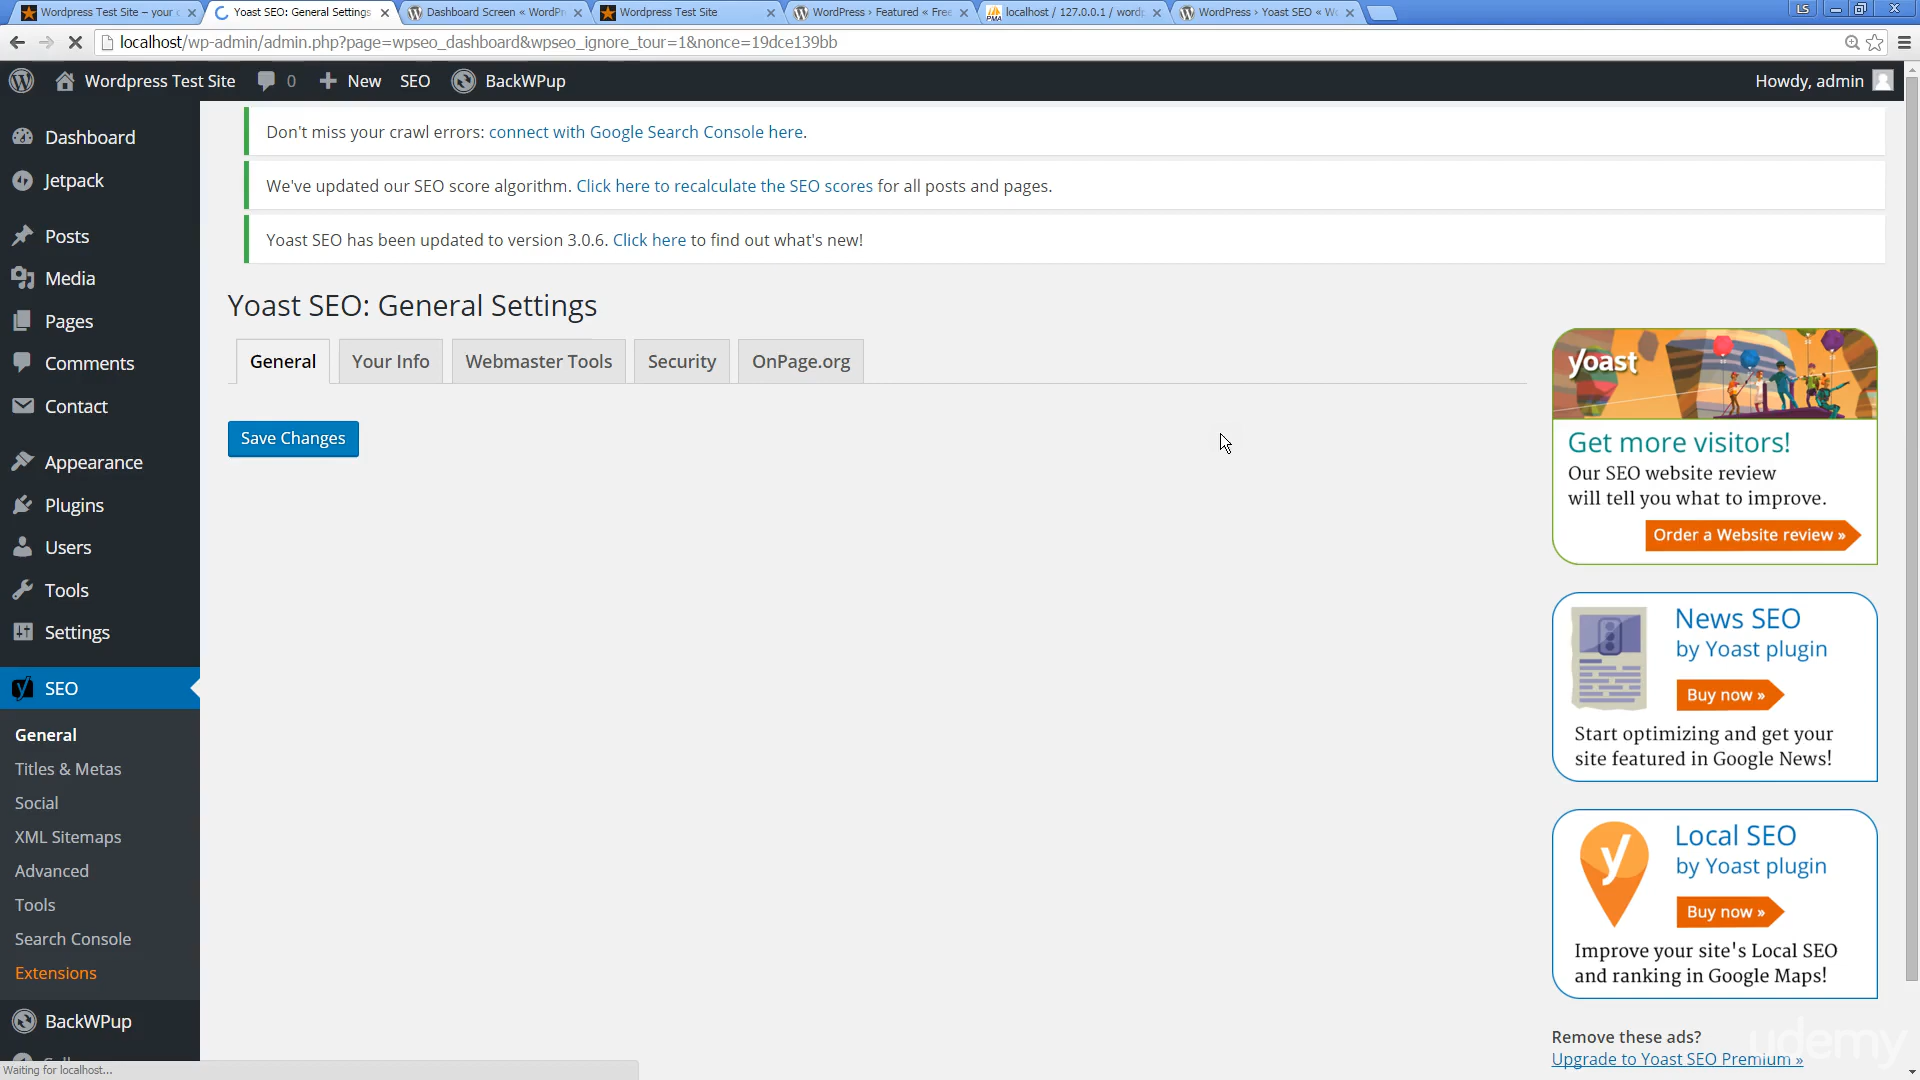 Wordpress Test Site – your
Yoast SEO: General Settings
Dashboard Screen « WordPr
Wordpress Test Site
WordPress › Featured « Free
localhost / 127.0.0.1 / wordp
WordPress › Yoast SEO « Wo
LS
localhost/wp-admin/admin.php?page=wpseo_dashboard&wpseo_ignore_tour=1&nonce=19dce139bb
Wordpress Test Site
0
New
SEO
BackWPup
Howdy, admin
Dashboard
Jetpack
Posts
Media
Pages
Comments
Contact
Appearance
Plugins
Users
Tools
Settings
SEO
General
Titles & Metas
Social
XML Sitemaps
Advanced
Tools
Search Console
Extensions
BackWPup
Waiting for localhost...
Don't miss your crawl errors: connect with Google Search Console here.
We've updated our SEO score algorithm. Click here to recalculate the SEO scores for all posts and pages.
Yoast SEO has been updated to version 3.0.6. Click here to find out what's new!
Yoast SEO: General Settings
General
Your Info
Webmaster Tools
Security
OnPage.org
Save Changes
yoast
Get more visitors!
Our SEO website review
will tell you what to improve.
Order a Website review »
News SEO
by Yoast plugin
Buy now »
Start optimizing and get your
site featured in Google News!
Local SEO
by Yoast plugin
Buy now »
Improve your site's Local SEO
and ranking in Google Maps!
Remove these ads?
Upgrade to Yoast SEO Premium »
udemy